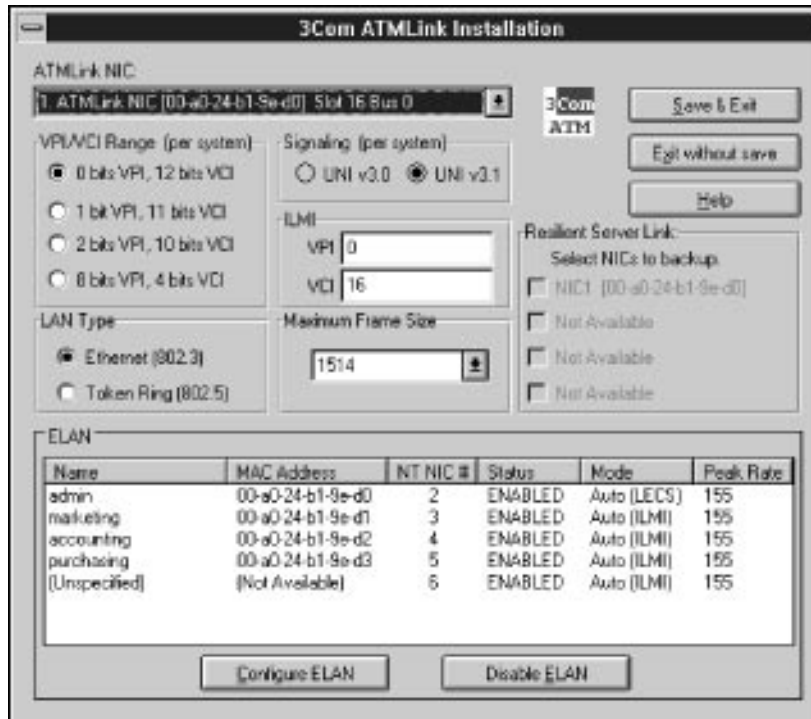 3Com ATMLink Installation
ATMLink NIC:
1. ATMLink NIC [00-a0-24-b1-9e-d0] Slot 16 Bus 0
3Com
ATM
Save & Exit
Exit without save
Help
VPI/VCI Range (per system)
0 bits VPI, 12 bits VCI
1 bit VPI, 11 bits VCI
2 bits VPI, 10 bits VCI
8 bits VPI, 4 bits VCI
Signaling (per system)
UNI v3.0 UNI v3.1
ILMI
VPI 0
VCI 16
Resilient Server Link:
Select NICs to backup.
NIC1 [00-a0-24-b1-9e-d0]
Not Available
Not Available
Not Available
LAN Type
Ethernet (802.3)
Token Ring (802.5)
Maximum Frame Size
1514
ELAN
Name MAC Address NT NIC # Status Mode Peak Rate
admin 00-a0-24-b1-9e-d0 2 ENABLED Auto (LECS) 155
marketing 00-a0-24-b1-9e-d1 3 ENABLED Auto (ILMI) 155
accounting 00-a0-24-b1-9e-d2 4 ENABLED Auto (ILMI) 155
purchasing 00-a0-24-b1-9e-d3 5 ENABLED Auto (ILMI) 155
(Unspecified) (Not Available) 6 ENABLED Auto (ILMI) 155
Configure ELAN
Disable ELAN